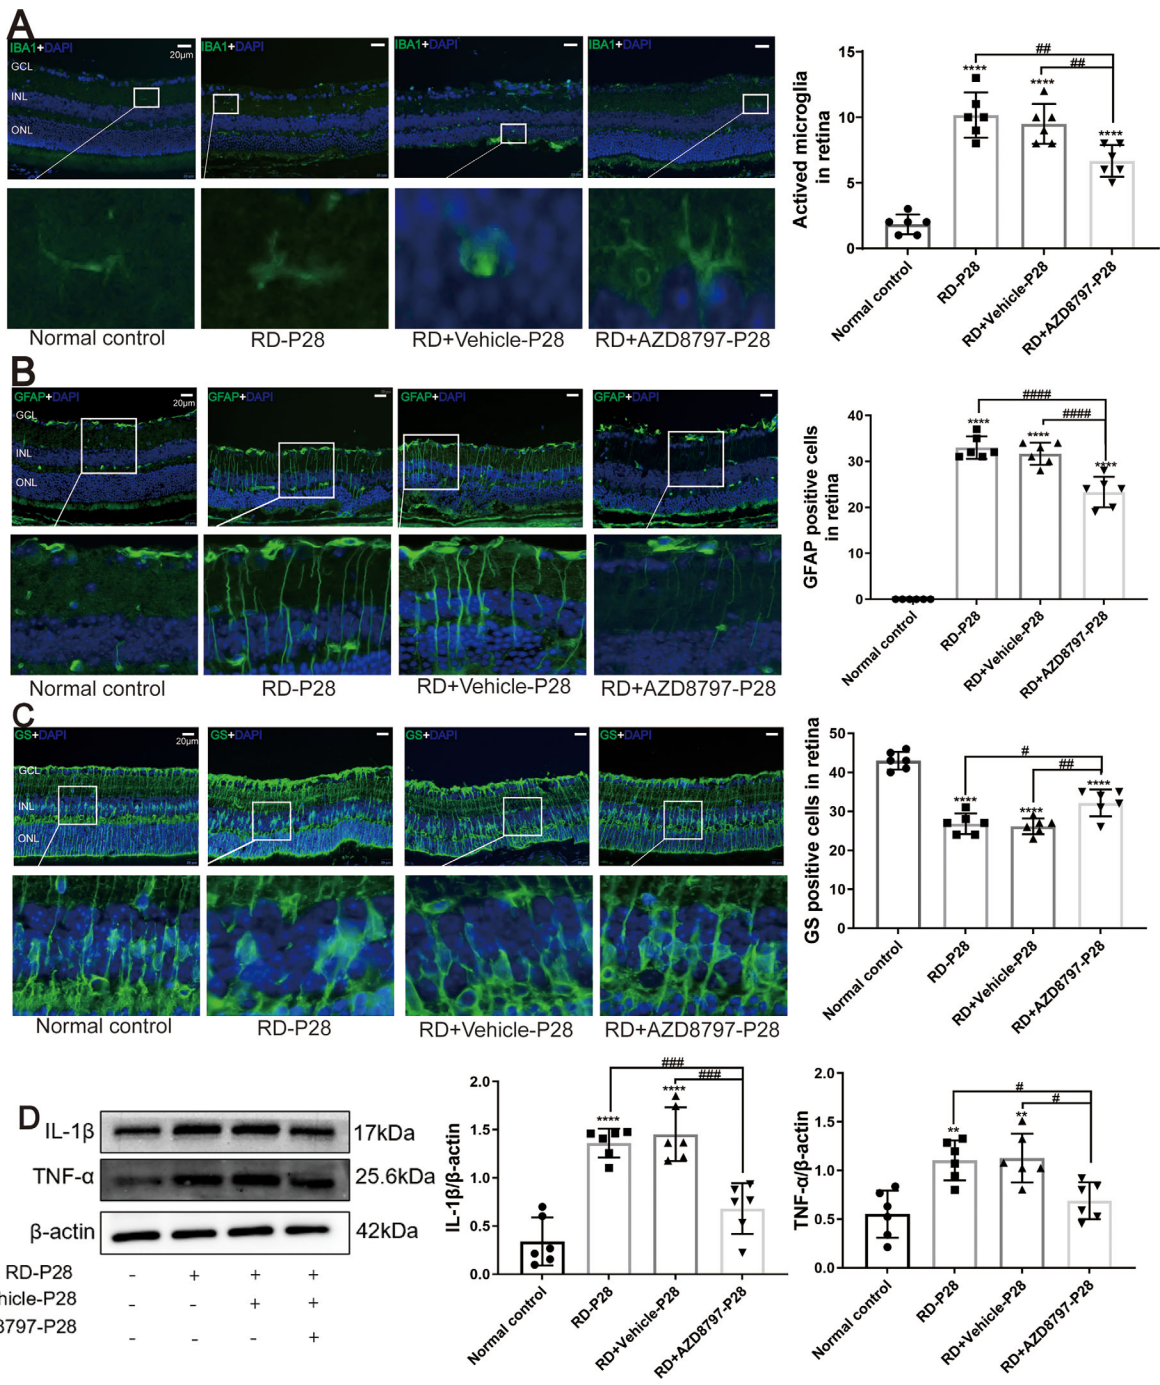 A
IBA1+DAPI
20μm
GCL
INL
ONL
IBA1+DAPI
IBA1+DAPI
IBA1+DAPI
Normal control
RD-P28
RD+Vehicle-P28
RD+AZD8797-P28
Actived microglia
in retina
15
10
5
0
****
****
****
##
##
Normal control
RD-P28
RD+Vehicle-P28
RD+AZD8797-P28
B
GFAP+DAPI
20μm
GCL
INL
ONL
GFAP+DAPI
GFAP+DAPI
GFAP+DAPI
Normal control
RD-P28
RD+Vehicle-P28
RD+AZD8797-P28
GFAP positive cells
in retina
40
30
20
10
0
****
****
****
####
####
Normal control
RD-P28
RD+Vehicle-P28
RD+AZD8797-P28
C
GS+DAPI
20μm
GCL
INL
ONL
GS+DAPI
GS+DAPI
GS+DAPI
Normal control
RD-P28
RD+Vehicle-P28
RD+AZD8797-P28
GS positive cells in retina
50
40
30
20
10
0
****
****
****
#
##
Normal control
RD-P28
RD+Vehicle-P28
RD+AZD8797-P28
D
IL-1β
17kDa
TNF-α
25.6kDa
β-actin
42kDa
RD-P28 - + + +
hicle-P28 - - + +
8797-P28 - - - +
IL-1β/β-actin
2.0
1.5
1.0
0.5
0.0
****
****
###
###
Normal control
RD-P28
RD+Vehicle-P28
RD+AZD8797-P28
TNF-α/β-actin
2.0
1.5
1.0
0.5
0.0
**
**
#
#
Normal control
RD-P28
RD+Vehicle-P28
RD+AZD8797-P28